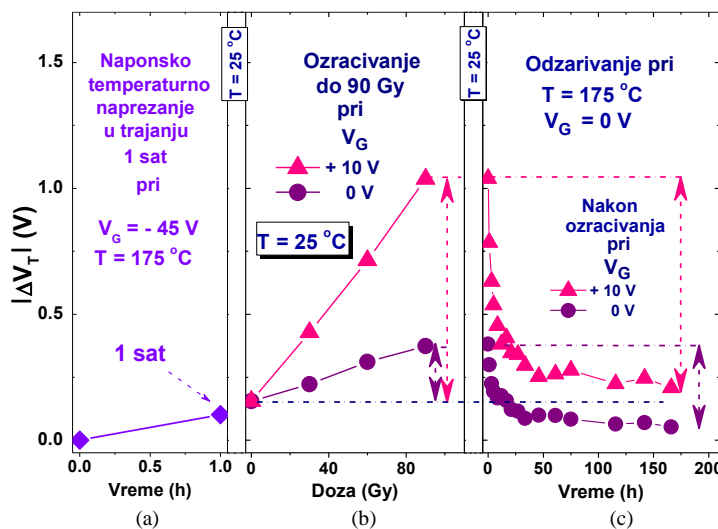 |ΔV_T| (V)
1.5
1.0
0.5
0.0
Naponsko
temperaturno
naprezanje
u trajanju
1 sat
pri
V_G = - 45 V
T = 175 °C
1 sat
0.0 0.5 1.0
Vreme (h)
(a)
T = 25 °C
Ozracivanje
do 90 Gy
pri
V_G
+ 10 V
0 V
T = 25 °C
0 40 80
Doza (Gy)
(b)
T = 25 °C
Odzarivanje pri
T = 175 °C
V_G = 0 V
Nakon
ozracivanja
pri
V_G
+ 10 V
0 V
0 50 100 150 200
Vreme (h)
(c)